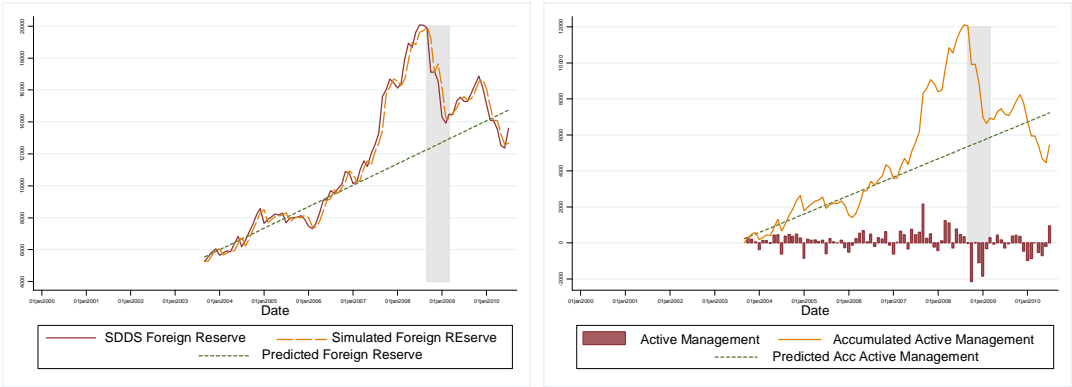 20000
18000
16000
14000
12000
10000
8000
6000
4000
01jan2000 01jan2001 01jan2002 01jan2003 01jan2004 01jan2005 01jan2006 01jan2007 01jan2008 01jan2009 01jan2010
Date
SDDS Foreign Reserve Simulated Foreign REserve
Predicted Foreign Reserve
12000
10000
8000
6000
4000
2000
0
-2000
01jan2000 01jan2001 01jan2002 01jan2003 01jan2004 01jan2005 01jan2006 01jan2007 01jan2008 01jan2009 01jan2010
Date
Active Management Accumulated Active Management
Predicted Acc Active Management